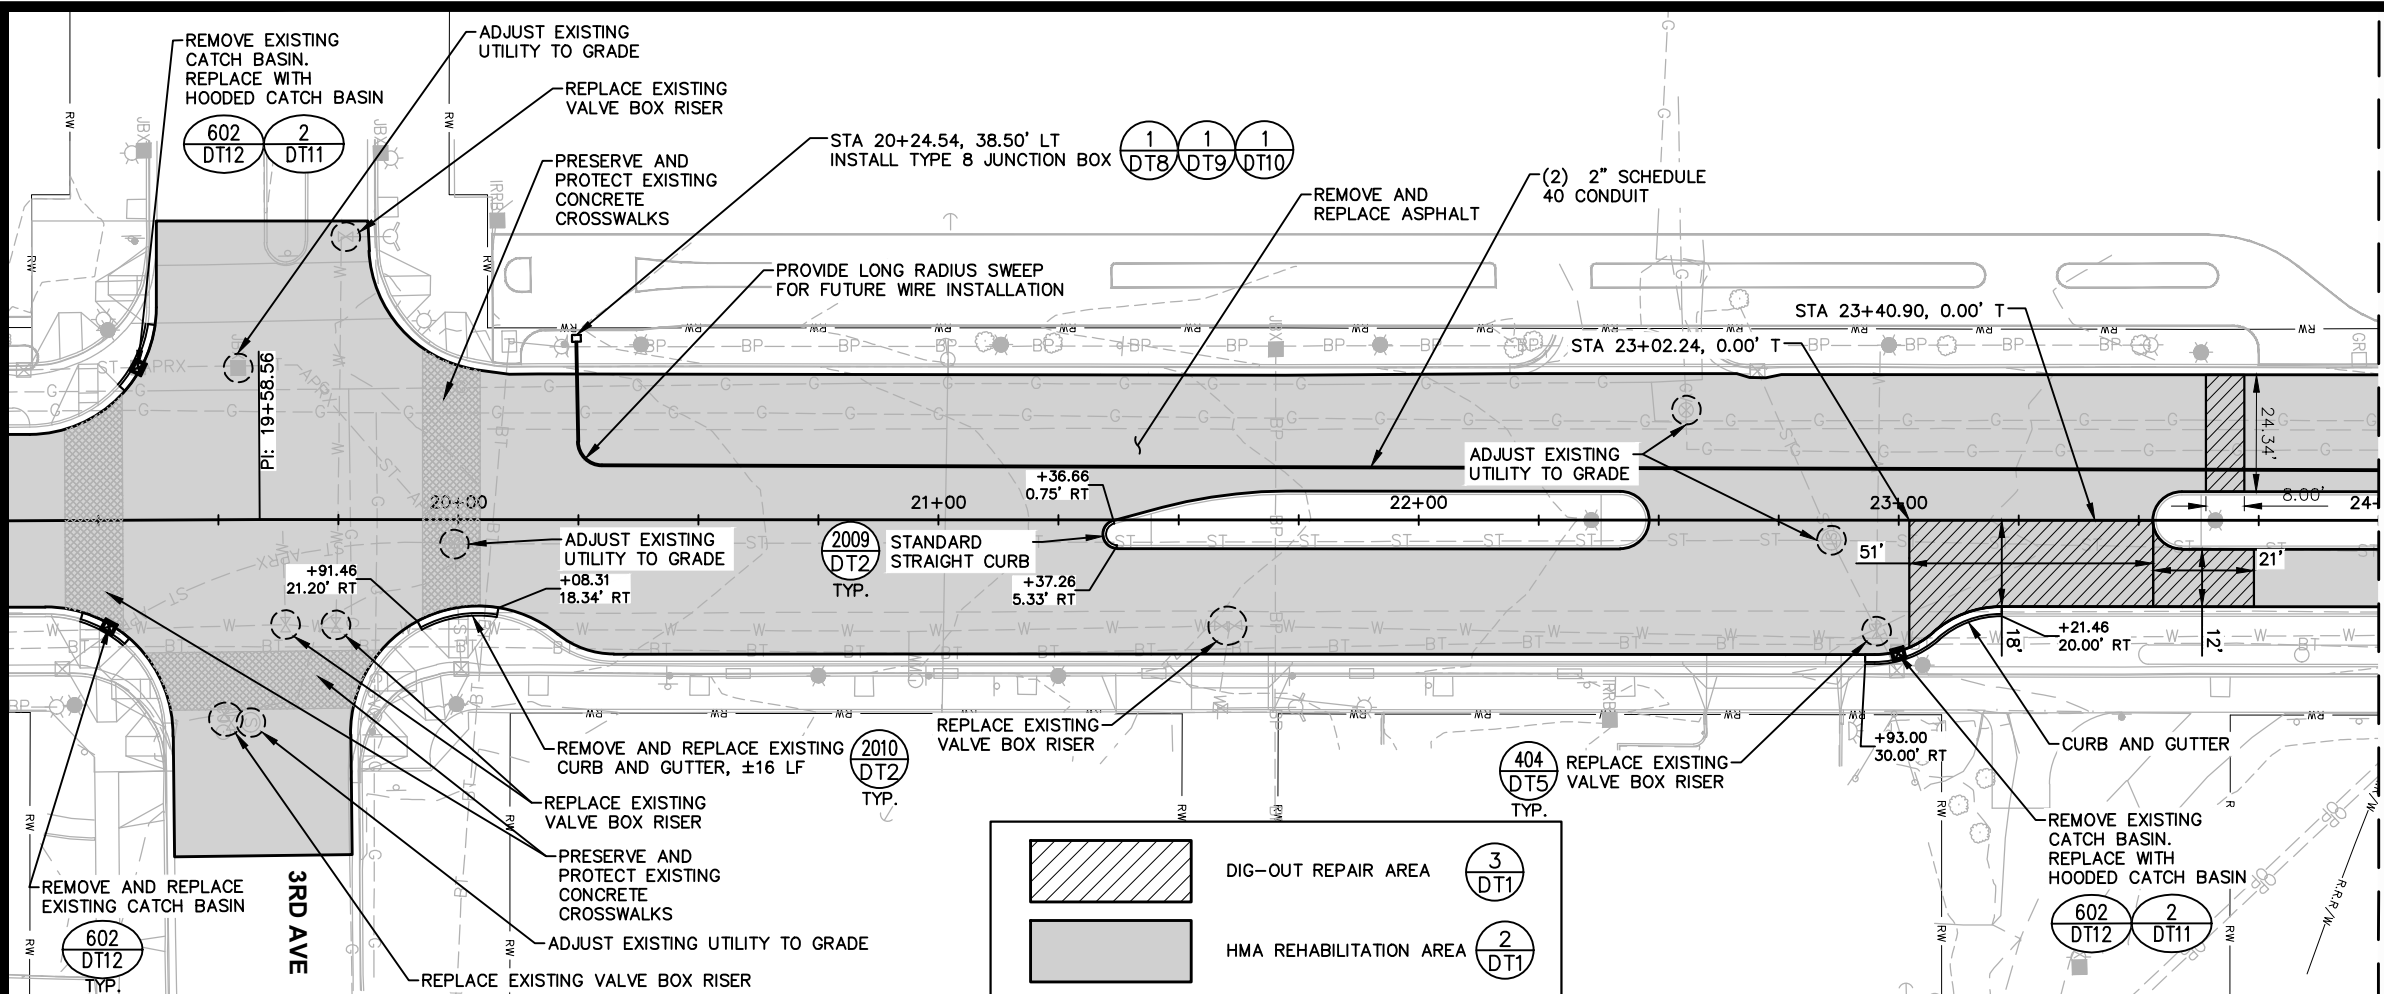 REMOVE EXISTING
CATCH BASIN.
REPLACE WITH
HOODED CATCH BASIN
602
DT12
2
DT11
ADJUST EXISTING
UTILITY TO GRADE
REPLACE EXISTING
VALVE BOX RISER
PRESERVE AND
PROTECT EXISTING
CONCRETE
CROSSWALKS
STA 20+24.54, 38.50' LT
INSTALL TYPE 8 JUNCTION BOX
1
DT8
1
DT9
1
DT10
REMOVE AND
REPLACE ASPHALT
(2) 2" SCHEDULE
40 CONDUIT
PROVIDE LONG RADIUS SWEEP
FOR FUTURE WIRE INSTALLATION
STA 23+40.90, 0.00' T
STA 23+02.24, 0.00' T
PI: 19+58.56
24.34'
8.00'
ADJUST EXISTING
UTILITY TO GRADE
+36.66
0.75' RT
20+00
21+00
22+00
23+00
24+
ADJUST EXISTING
UTILITY TO GRADE
2009
DT2
TYP.
STANDARD
STRAIGHT CURB
51'
21'
+91.46
21.20' RT
+08.31
18.34' RT
+37.26
5.33' RT
18'
12'
+21.46
20.00' RT
REPLACE EXISTING
VALVE BOX RISER
REMOVE AND REPLACE EXISTING
CURB AND GUTTER, ±16 LF
2010
DT2
TYP.
404
DT5
TYP.
REPLACE EXISTING
VALVE BOX RISER
+93.00
30.00' RT
CURB AND GUTTER
REPLACE EXISTING
VALVE BOX RISER
PRESERVE AND
PROTECT EXISTING
CONCRETE
CROSSWALKS
REMOVE EXISTING
CATCH BASIN.
REPLACE WITH
HOODED CATCH BASIN
602
DT12
2
DT11
REMOVE AND REPLACE
EXISTING CATCH BASIN
602
DT12
TYP.
3RD AVE
ADJUST EXISTING UTILITY TO GRADE
REPLACE EXISTING VALVE BOX RISER
DIG-OUT REPAIR AREA
3
DT1
HMA REHABILITATION AREA
2
DT1
R.R.R/W